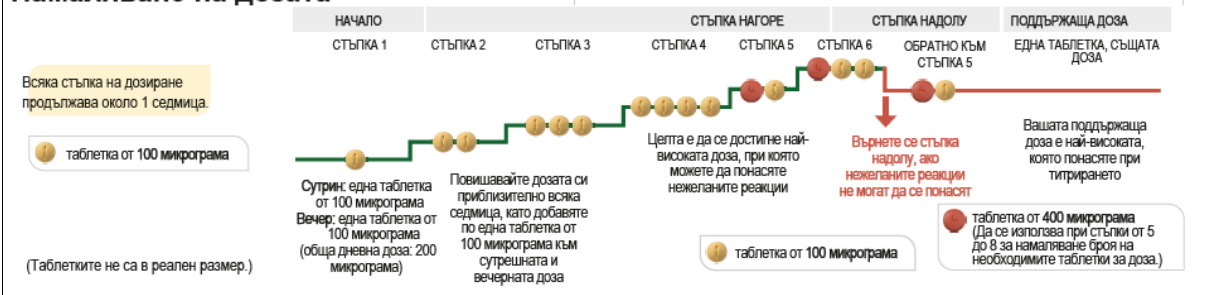 Намаляване на дозата
НАЧАЛО
СТЪПКА НАГОРЕ
СТЪПКА НАДОЛУ
ПОДДЪРЖАЩА ДОЗА
СТЪПКА 1
СТЪПКА 2
СТЪПКА 3
СТЪПКА 4
СТЪПКА 5
СТЪПКА 6
ОБРАТНО КЪМ
СТЪПКА 5
ЕДНА ТАБЛЕТКА, СЪЩАТА
ДОЗА
Всяка стъпка на дозиране
продължава около 1 седмица.
таблетка от 100 микрограма
Сутрин: една таблетка
от 100 микрограма
Вечер: една таблетка от
100 микрограма
(обща дневна доза: 200
микрограма)
Повишавайте дозата си
приблизително всяка
седмица, като добавяте
по една таблетка от
100 микрограма към
сутрешната и
вечерната доза
Целта е да се достигне най-
високата доза, при която
можете да понасяте
нежеланите реакции
Върнете се стъпка
надолу, ако
нежеланите реакции
не могат да се понасят
Вашата поддържаща
доза е най-високата,
която понасяте при
титрирането
таблетка от 100 микрограма
таблетка от 400 микрограма
(Да се използва при стъпки от 5
до 8 за намаляване броя на
необходимите таблетки за доза.)
(Таблетките не са в реален размер.)